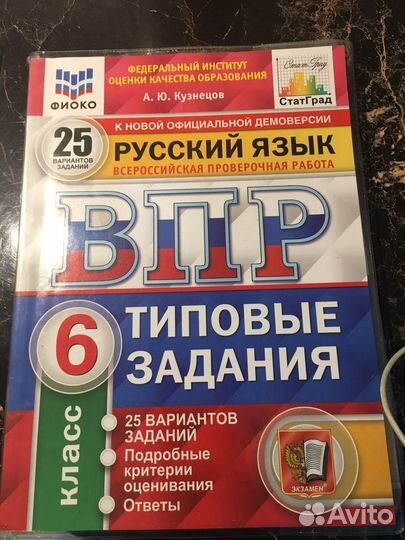 ФЕДЕРАЛЬНЫЙ ИНСТИТУТ
ОЦЕНКИ КАЧЕСТВА ОБРАЗОВАНИЯ
А. Ю. Кузнецов
ФИОКО
СтатГрад
СтатГрад
К НОВОЙ ОФИЦИАЛЬНОЙ ДЕМОВЕРСИИ
25
ВАРИАНТОВ
ЗАДАНИЙ
РУССКИЙ ЯЗЫК
ВСЕРОССИЙСКАЯ ПРОВЕРОЧНАЯ РАБОТА
ВПР
6
класс
ТИПОВЫЕ
ЗАДАНИЯ
• 25 ВАРИАНТОВ
ЗАДАНИЙ
• Подробные
критерии
оценивания
• Ответы
ЭКЗАМЕН
Avito